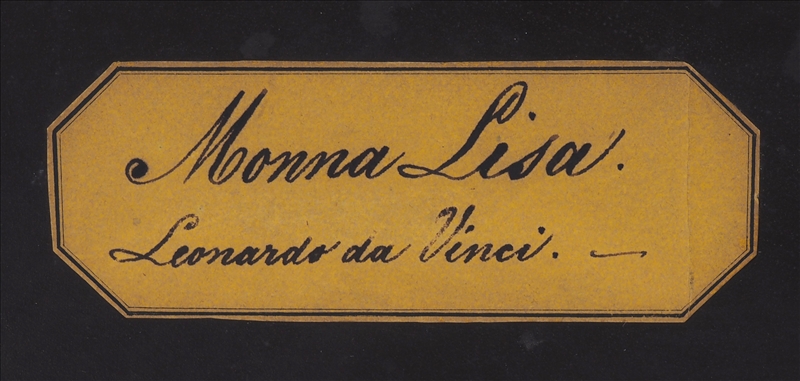 Monna Lisa.
Leonardo da Vinci. —